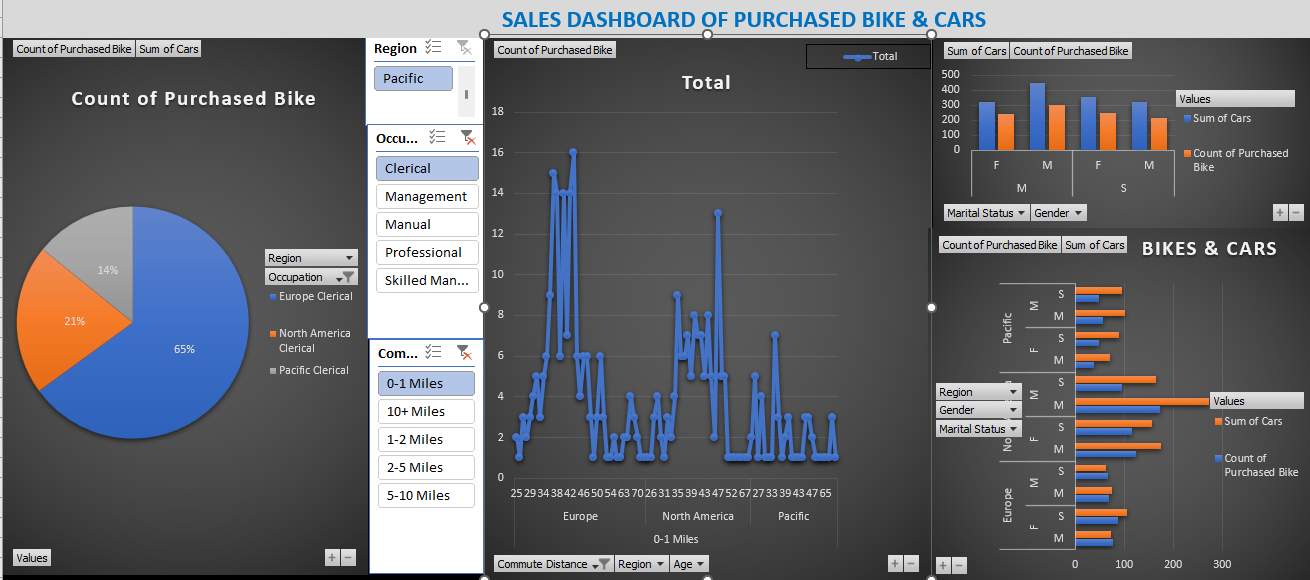 SALES DASHBOARD OF PURCHASED BIKE & CARS
Count of Purchased Bike Sum of Cars
Count of Purchased Bike
65%
21%
14%
Region
Occupation
Europe Clerical
North America
Clerical
Pacific Clerical
Values
+ −
Region
Pacific
Occu...
Clerical
Management
Manual
Professional
Skilled Man...
Com...
0-1 Miles
10+ Miles
1-2 Miles
2-5 Miles
5-10 Miles
Count of Purchased Bike
Total
Total
18
16
14
12
10
8
6
4
2
0
25 29 34 38 42 46 50 54 63 70 26 31 35 39 43 47 52 67 27 33 39 43 47 65
Europe North America Pacific
0-1 Miles
Commute Distance Region Age
+ −
Sum of Cars Count of Purchased Bike
500
400
300
200
100
0
F M F M
M S
Values
Sum of Cars
Count of Purchased
Bike
Marital Status Gender
+ −
Count of Purchased Bike Sum of Cars
BIKES & CARS
Pacific
M
S
M
F
S
M
No
M
S
M
F
S
M
Europe
M
S
M
F
S
M
Region
Gender
Marital Status
Values
Sum of Cars
Count of
Purchased Bike
0 100 200 300
+ −